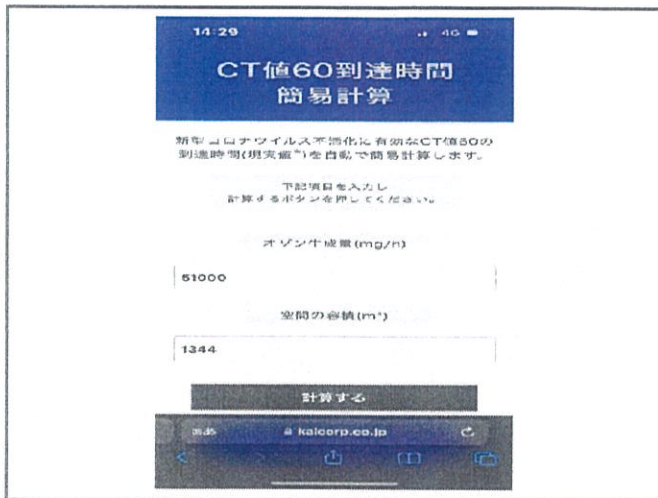 14:29 4G
CT値60到達時間
簡易計算
新型コロナウイルス不活化に有効なCT値60の
到達時間(現実値*)を自動で簡易計算します。
下記項目を入力し
計算するボタンを押してください。
オゾン生成量(mg/h)
51000
空間の容積(m³)
1344
計算する
kalcorp.co.jp